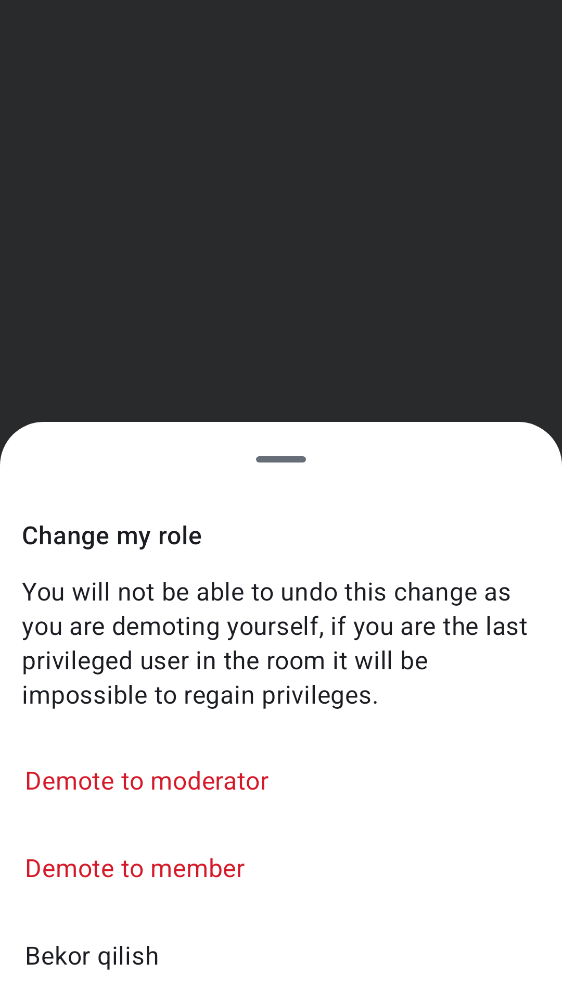 Change my role
You will not be able to undo this change as
you are demoting yourself, if you are the last
privileged user in the room it will be
impossible to regain privileges.
Demote to moderator
Demote to member
Bekor qilish